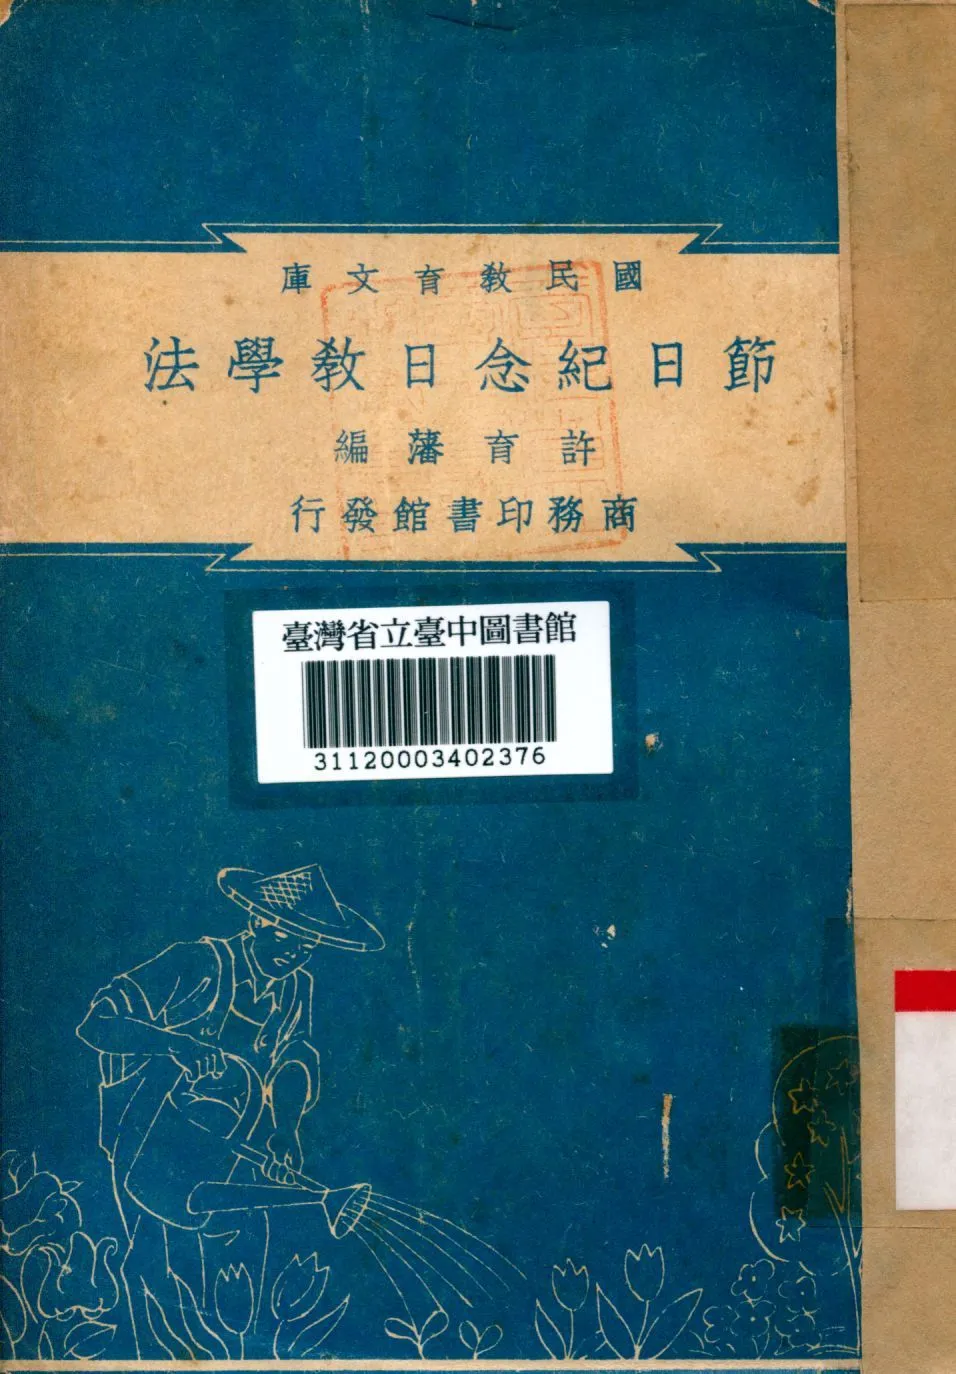 國民教育文庫
節日紀念日教學法
許育藩編
商務印書館發行
臺灣省立臺中圖書館
31120003402376